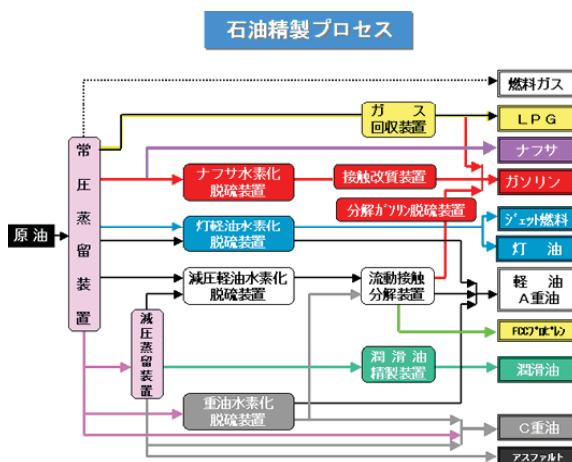 石油精製プロセス
燃料ガス
ガス
回収装置
LPG
ナフサ
常圧蒸留装置
ナフサ水素化
脱硫装置
接触改質装置
ガソリン
分解ガソリン脱硫装置
原油
灯軽油水素化
脱硫装置
ジェット燃料
灯油
減圧軽油水素化
脱硫装置
流動接触
分解装置
軽油
A重油
減圧蒸留装置
FCCプロピレン
潤滑油
精製装置
潤滑油
重油水素化
脱硫装置
C重油
アスファルト